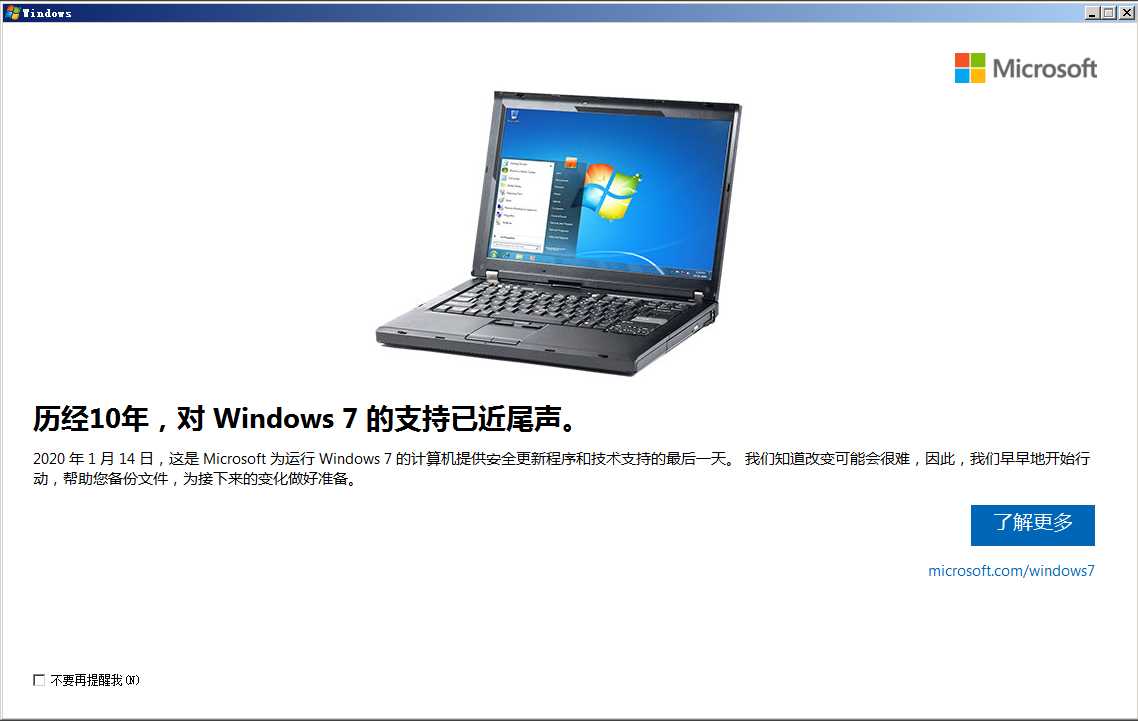 Windows
Microsoft
历经10年，对 Windows 7 的支持已近尾声。
2020 年 1 月 14 日，这是 Microsoft 为运行 Windows 7 的计算机提供安全更新程序和技术支持的最后一天。 我们知道改变可能会很难，因此，我们早早地开始行
动，帮助您备份文件，为接下来的变化做好准备。
了解更多
microsoft.com/windows7
不要再提醒我(N)